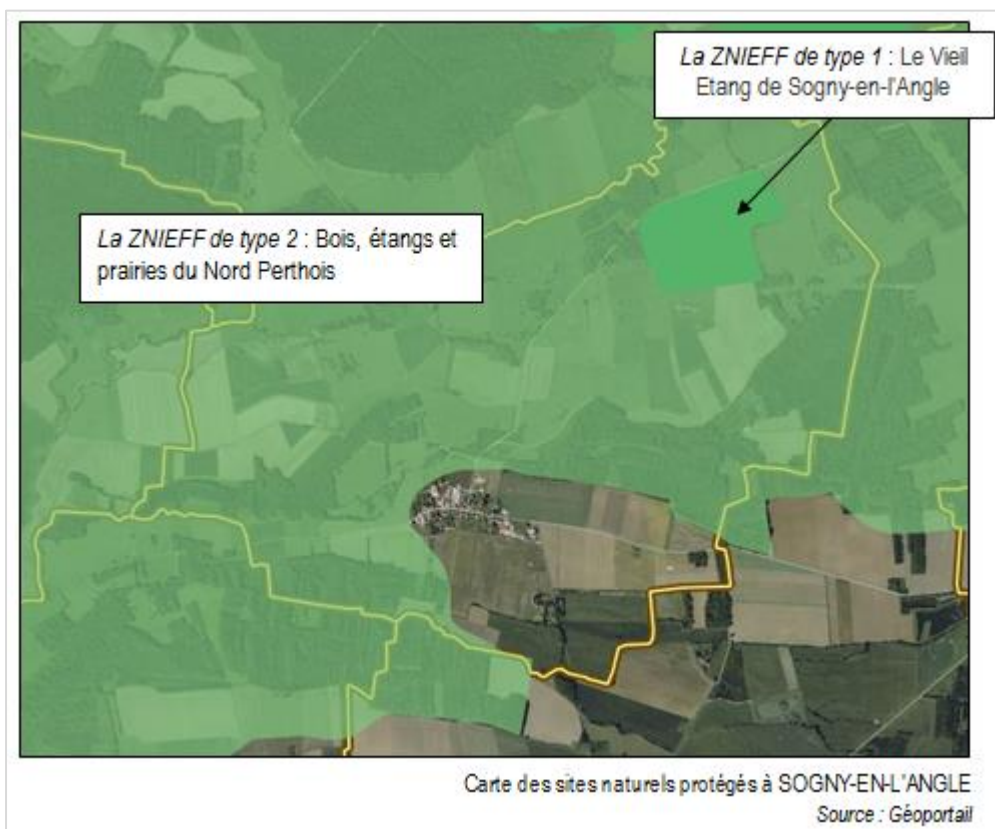 La ZNIEFF de type 1 : Le Vieil
Etang de Sogny-en-l'Angle
La ZNIEFF de type 2 : Bois, étangs et
prairies du Nord Perthois
Carte des sites naturels protégés à SOGNY-EN-L'ANGLE
Source : Géoportail